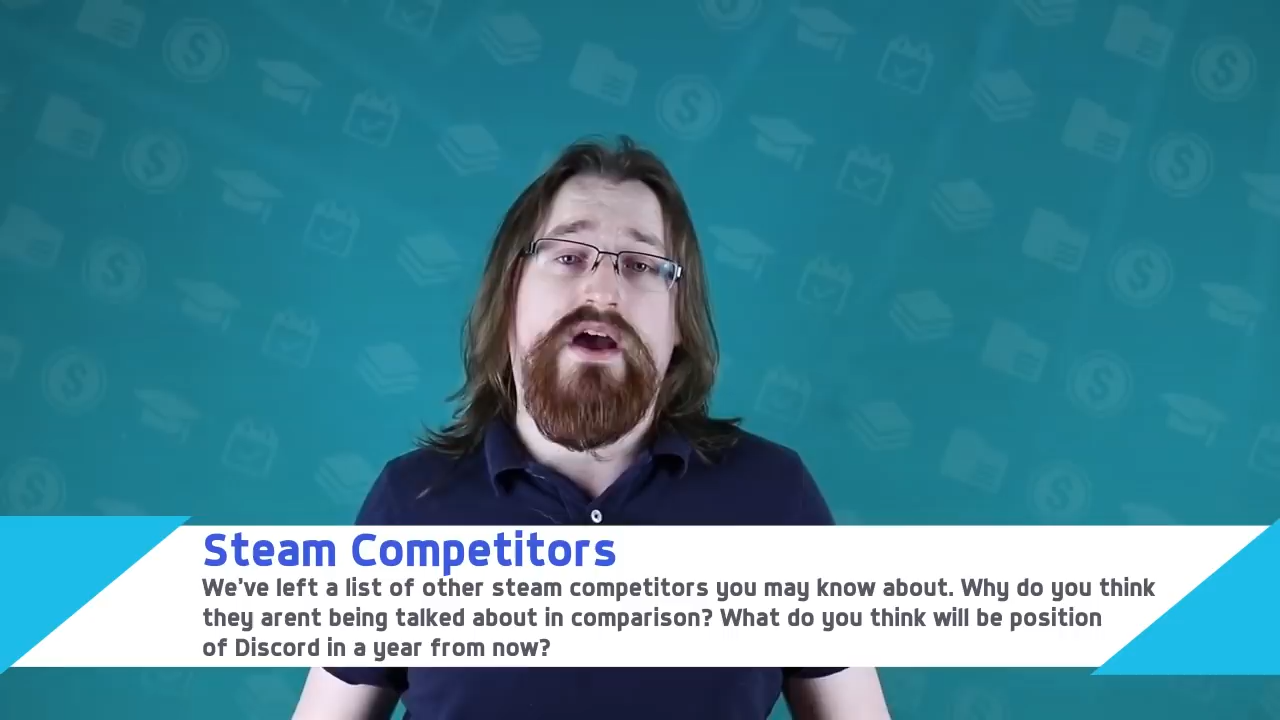 Steam Competitors
We've left a list of other steam competitors you may know about. Why do you think
they arent being talked about in comparison? What do you think will be position
of Discord in a year from now?